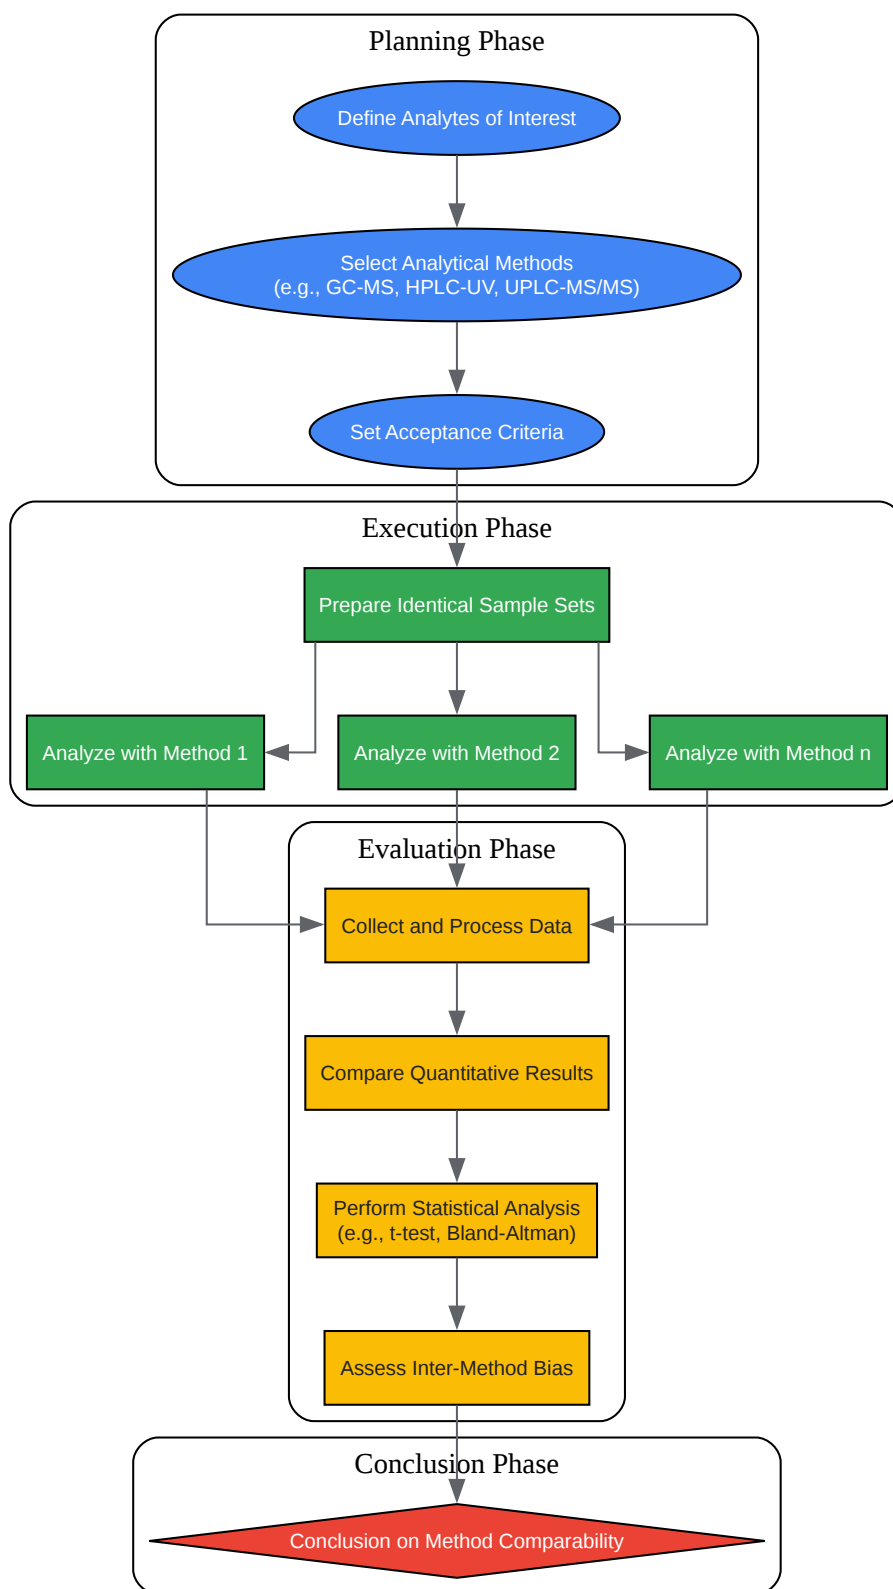 Planning Phase
Define Analytes of Interest
Select Analytical Methods
(e.g., GC-MS, HPLC-UV, UPLC-MS/MS)
Set Acceptance Criteria
Execution Phase
Prepare Identical Sample Sets
Analyze with Method 1
Analyze with Method 2
Analyze with Method n
Evaluation Phase
Collect and Process Data
Compare Quantitative Results
Perform Statistical Analysis
(e.g., t-test, Bland-Altman)
Assess Inter-Method Bias
Conclusion Phase
Conclusion on Method Comparability